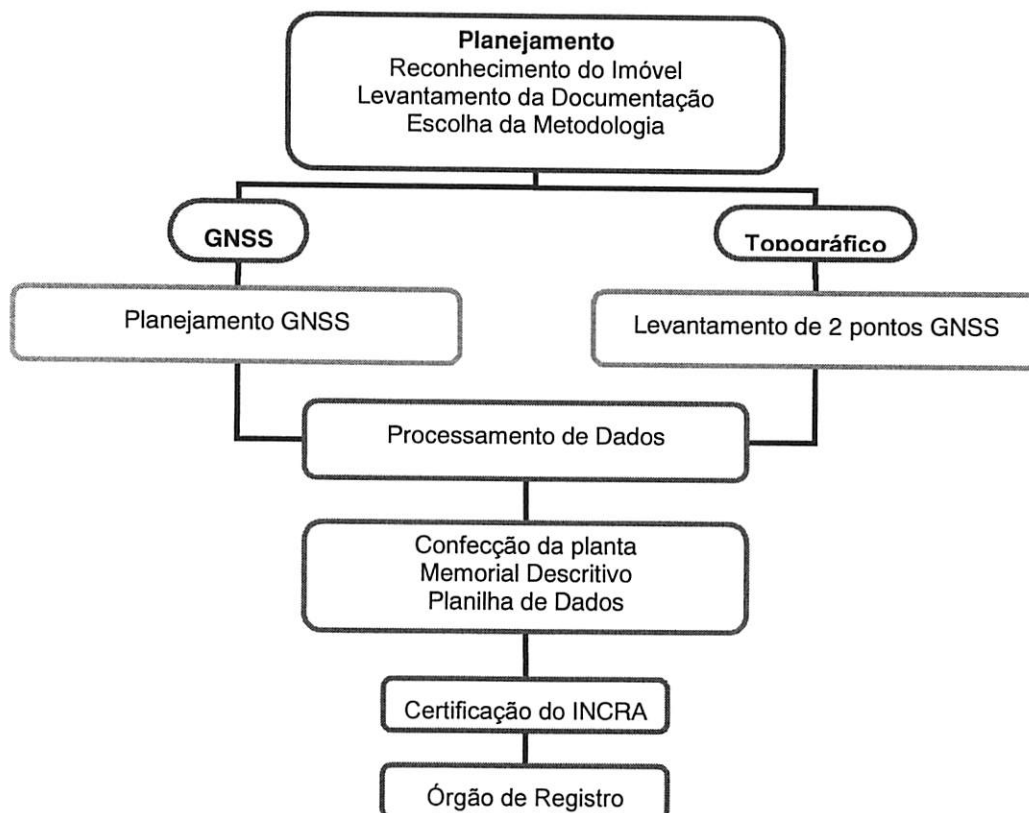 Planejamento
Reconhecimento do Imóvel
Levantamento da Documentação
Escolha da Metodologia
GNSS
Topográfico
Planejamento GNSS
Levantamento de 2 pontos GNSS
Processamento de Dados
Confecção da planta
Memorial Descritivo
Planilha de Dados
Certificação do INCRA
Órgão de Registro